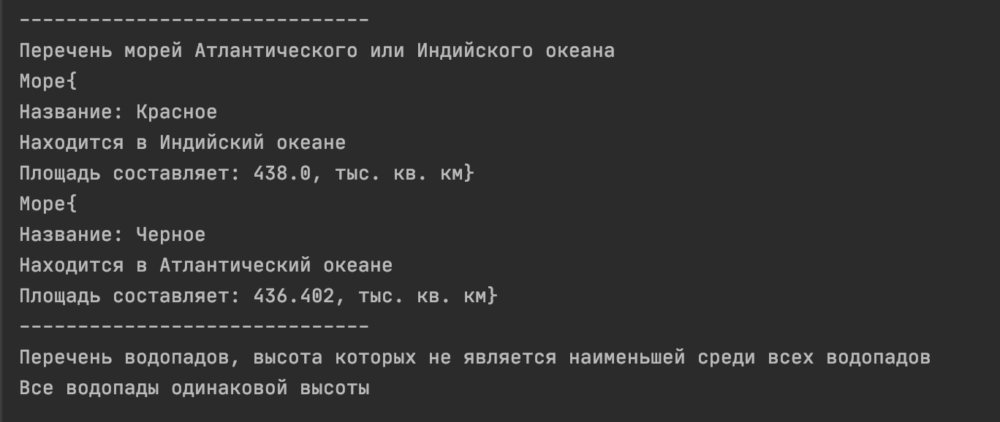 ------------------------------
Перечень морей Атлантического или Индийского океана
Море{
Название: Красное
Находится в Индийский океане
Площадь составляет: 438.0, тыс. кв. км}
Море{
Название: Черное
Находится в Атлантический океане
Площадь составляет: 436.402, тыс. кв. км}
------------------------------
Перечень водопадов, высота которых не является наименьшей среди всех водопадов
Все водопады одинаковой высоты